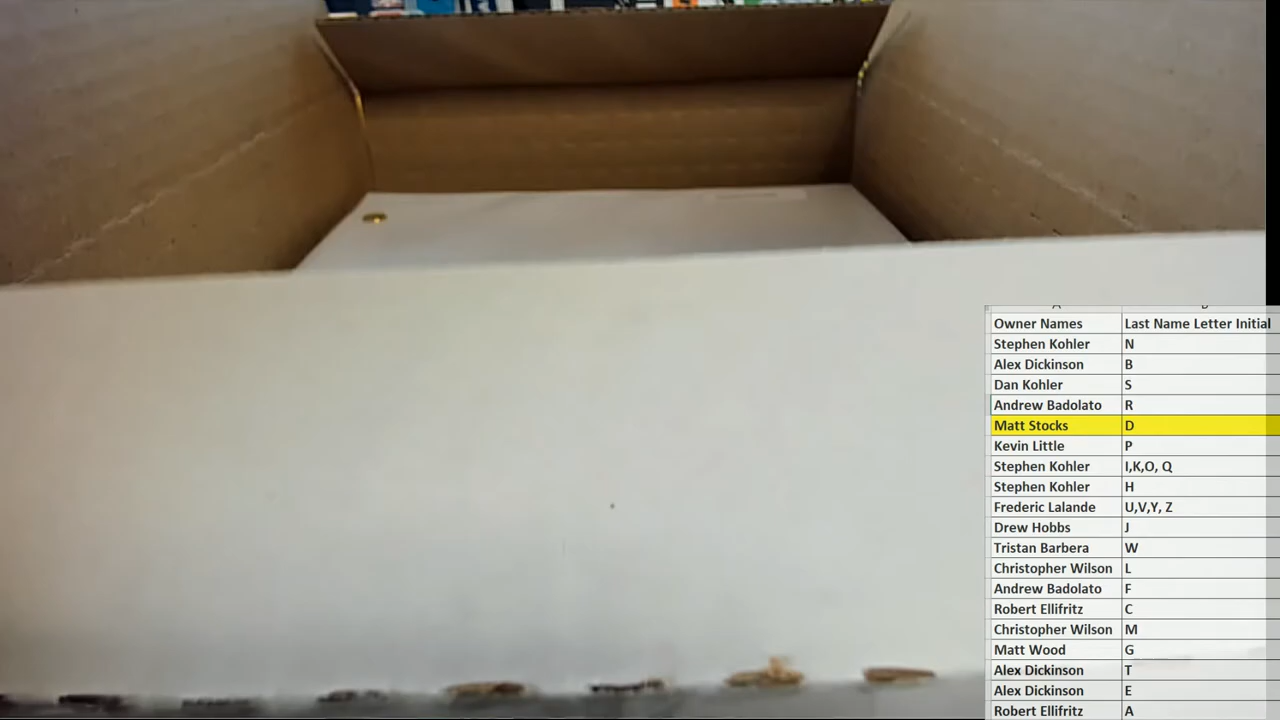 Owner Names Last Name Letter Initial
Stephen Kohler N
Alex Dickinson B
Dan Kohler S
Andrew Badolato R
Matt Stocks D
Kevin Little P
Stephen Kohler I,K,O, Q
Stephen Kohler H
Frederic Lalande U,V,Y, Z
Drew Hobbs J
Tristan Barbera W
Christopher Wilson L
Andrew Badolato F
Robert Ellifritz C
Christopher Wilson M
Matt Wood G
Alex Dickinson T
Alex Dickinson E
Robert Ellifritz A